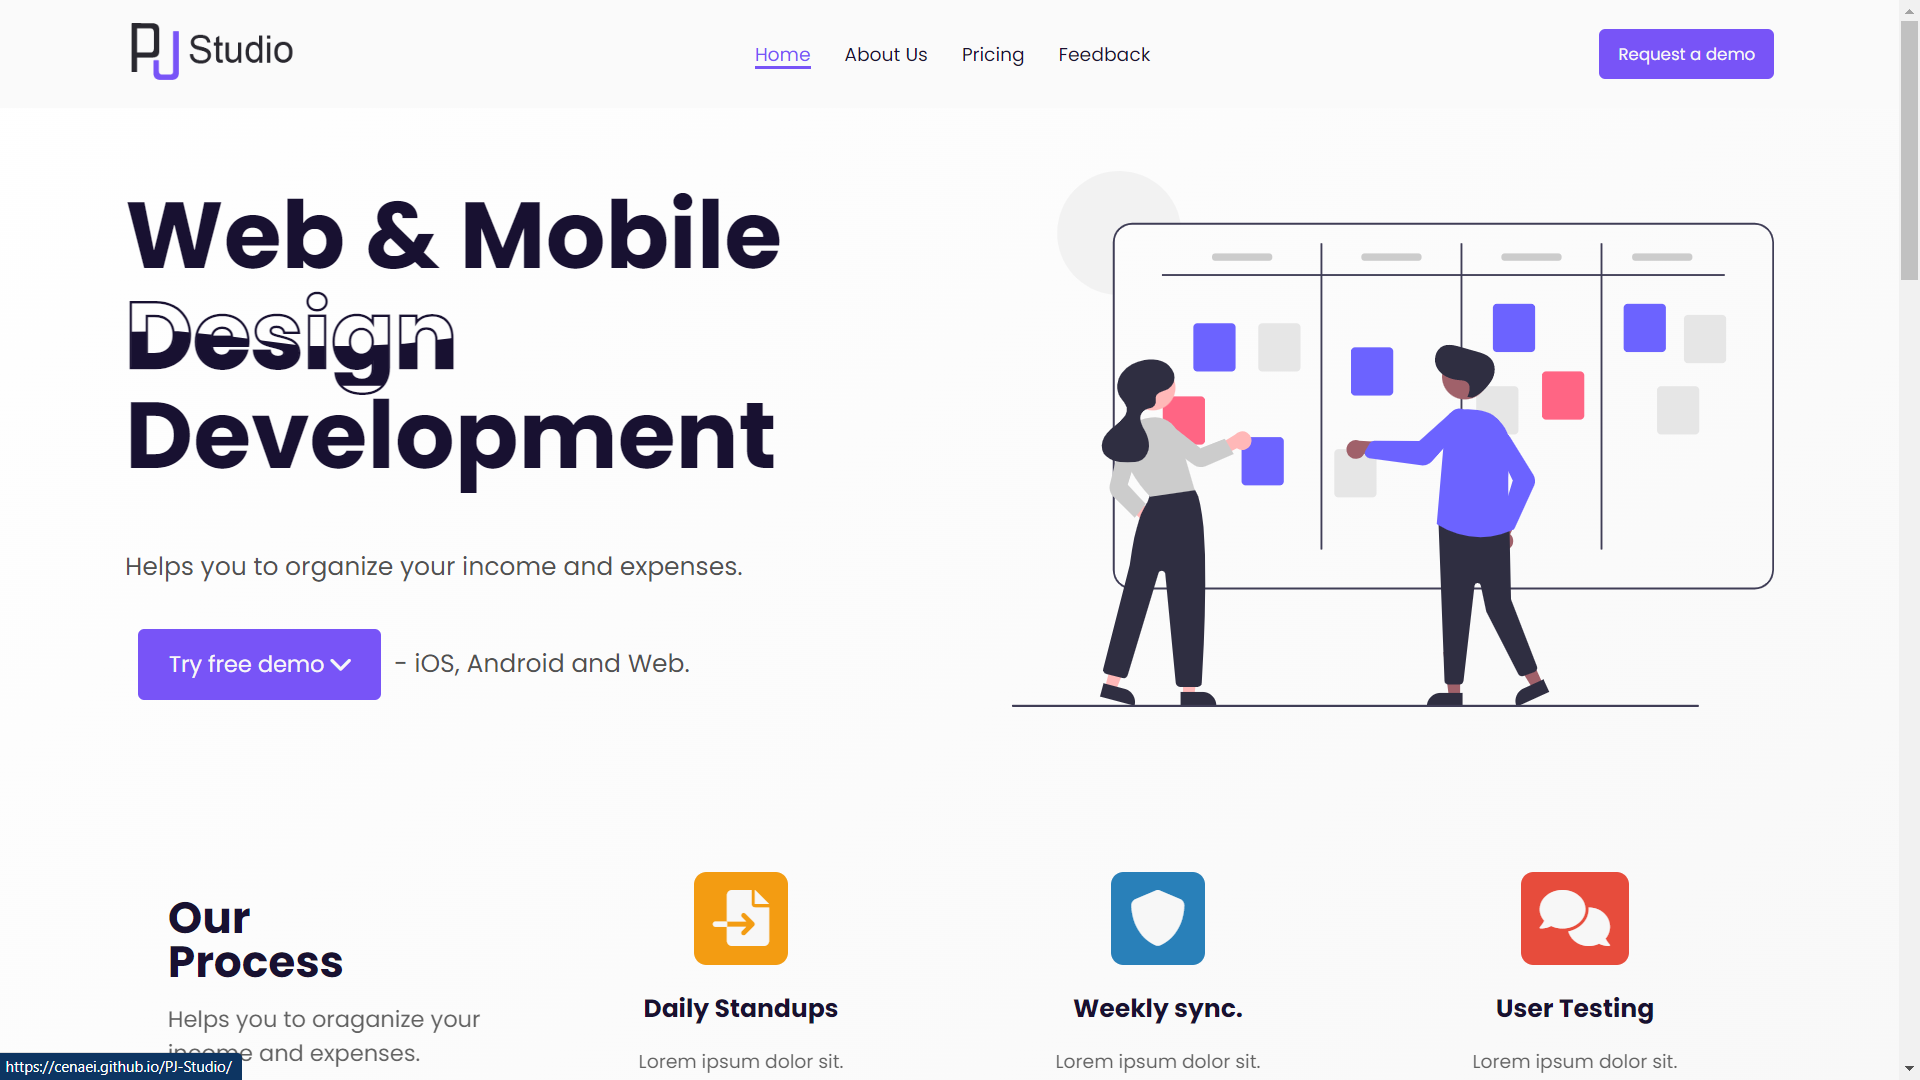 PJ Studio
Home About Us Pricing Feedback
Request a demo
Web & Mobile
Design
Development
Helps you to organize your income and expenses.
Try free demo - iOS, Android and Web.
Our
Process
Helps you to oraganize your
income and expenses.
Daily Standups
Lorem ipsum dolor sit.
Weekly sync.
Lorem ipsum dolor sit.
User Testing
Lorem ipsum dolor sit.
https://cenaei.github.io/PJ-Studio/